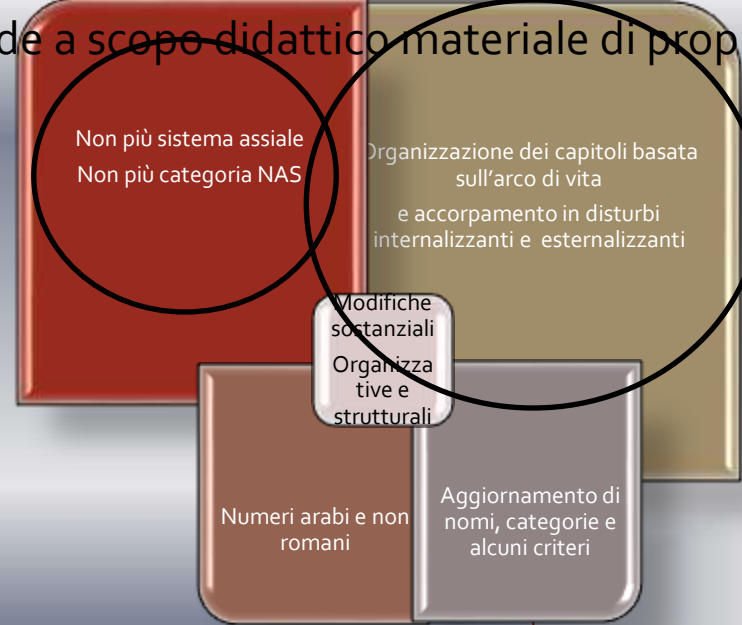 de a scopo didattico materiale di prop
Non più sistema assiale
Non più categoria NAS
Organizzazione dei capitoli basata
sull’arco di vita
e accorpamento in disturbi
internalizzanti e esternalizzanti
Modifiche
sostanziali
Organizza
tive e
strutturali
Numeri arabi e non
romani
Aggiornamento di
nomi, categorie e
alcuni criteri